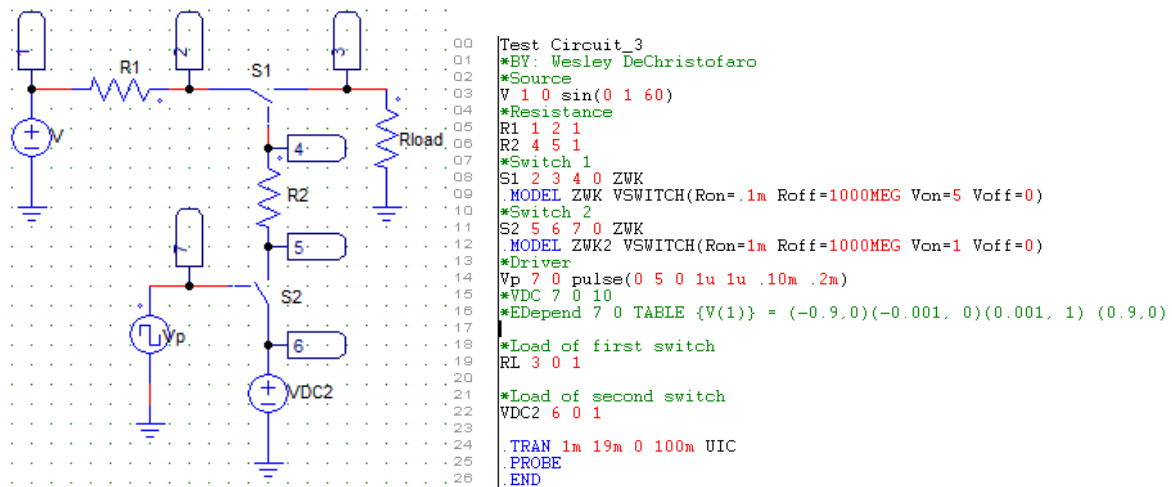 1
2
3
R1
S1
V
Rload
4
R2
7
5
S2
Vp
6
VDC2
00 Test Circuit_3
01 *BY: Wesley DeChristofaro
02 *Source
03 V 1 0 sin(0 1 60)
04 *Resistance
05 R1 1 2 1
06 R2 4 5 1
07 *Switch 1
08 S1 2 3 4 0 ZWK
09 .MODEL ZWK VSWITCH(Ron=.1m Roff=1000MEG Von=5 Voff=0)
10 *Switch 2
11 S2 5 6 7 0 ZWK
12 .MODEL ZWK2 VSWITCH(Ron=1m Roff=1000MEG Von=1 Voff=0)
13 *Driver
14 Vp 7 0 pulse(0 5 0 1u 1u .10m .2m)
15 *VDC 7 0 10
16 *EDepend 7 0 TABLE {V(1)} = (-0.9,0)(-0.001, 0)(0.001, 1) (0.9,0)
17
18 *Load of first switch
19 RL 3 0 1
20
21 *Load of second switch
22 VDC2 6 0 1
23
24 .TRAN 1m 19m 0 100m UIC
25 .PROBE
26 .END